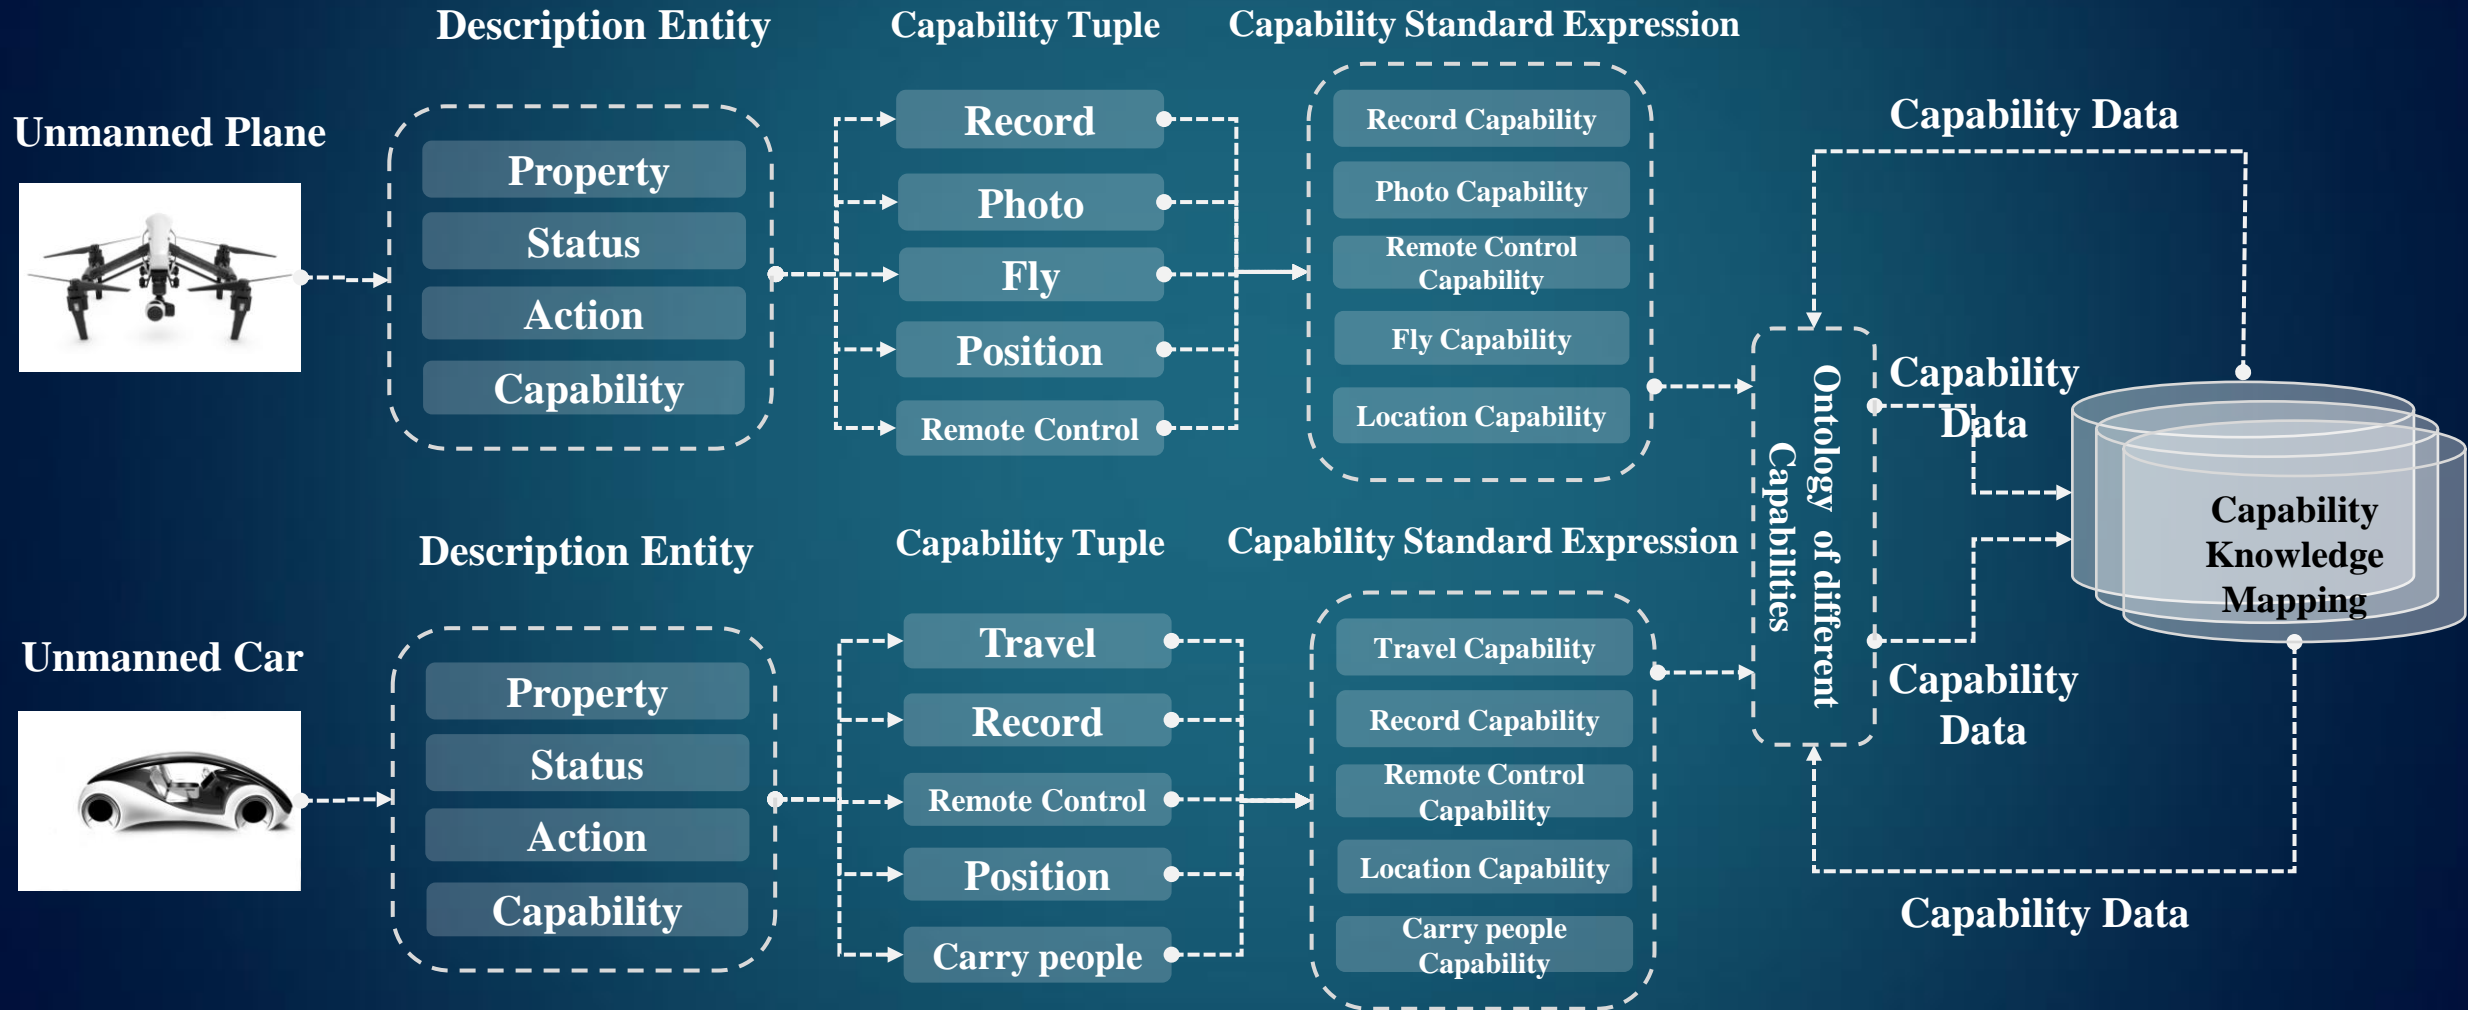 Description Entity
Capability Tuple
Capability Standard Expression
Unmanned Plane
Property
Status
Action
Capability
Record
Photo
Fly
Position
Remote Control
Record Capability
Photo Capability
Remote Control
Capability
Fly Capability
Location Capability
Capability Data
Ontology of different
Capabilities
Capability
Data
Capability
Knowledge
Mapping
Description Entity
Capability Tuple
Capability Standard Expression
Unmanned Car
Property
Status
Action
Capability
Travel
Record
Remote Control
Position
Carry people
Travel Capability
Record Capability
Remote Control
Capability
Location Capability
Carry people
Capability
Capability
Data
Capability Data